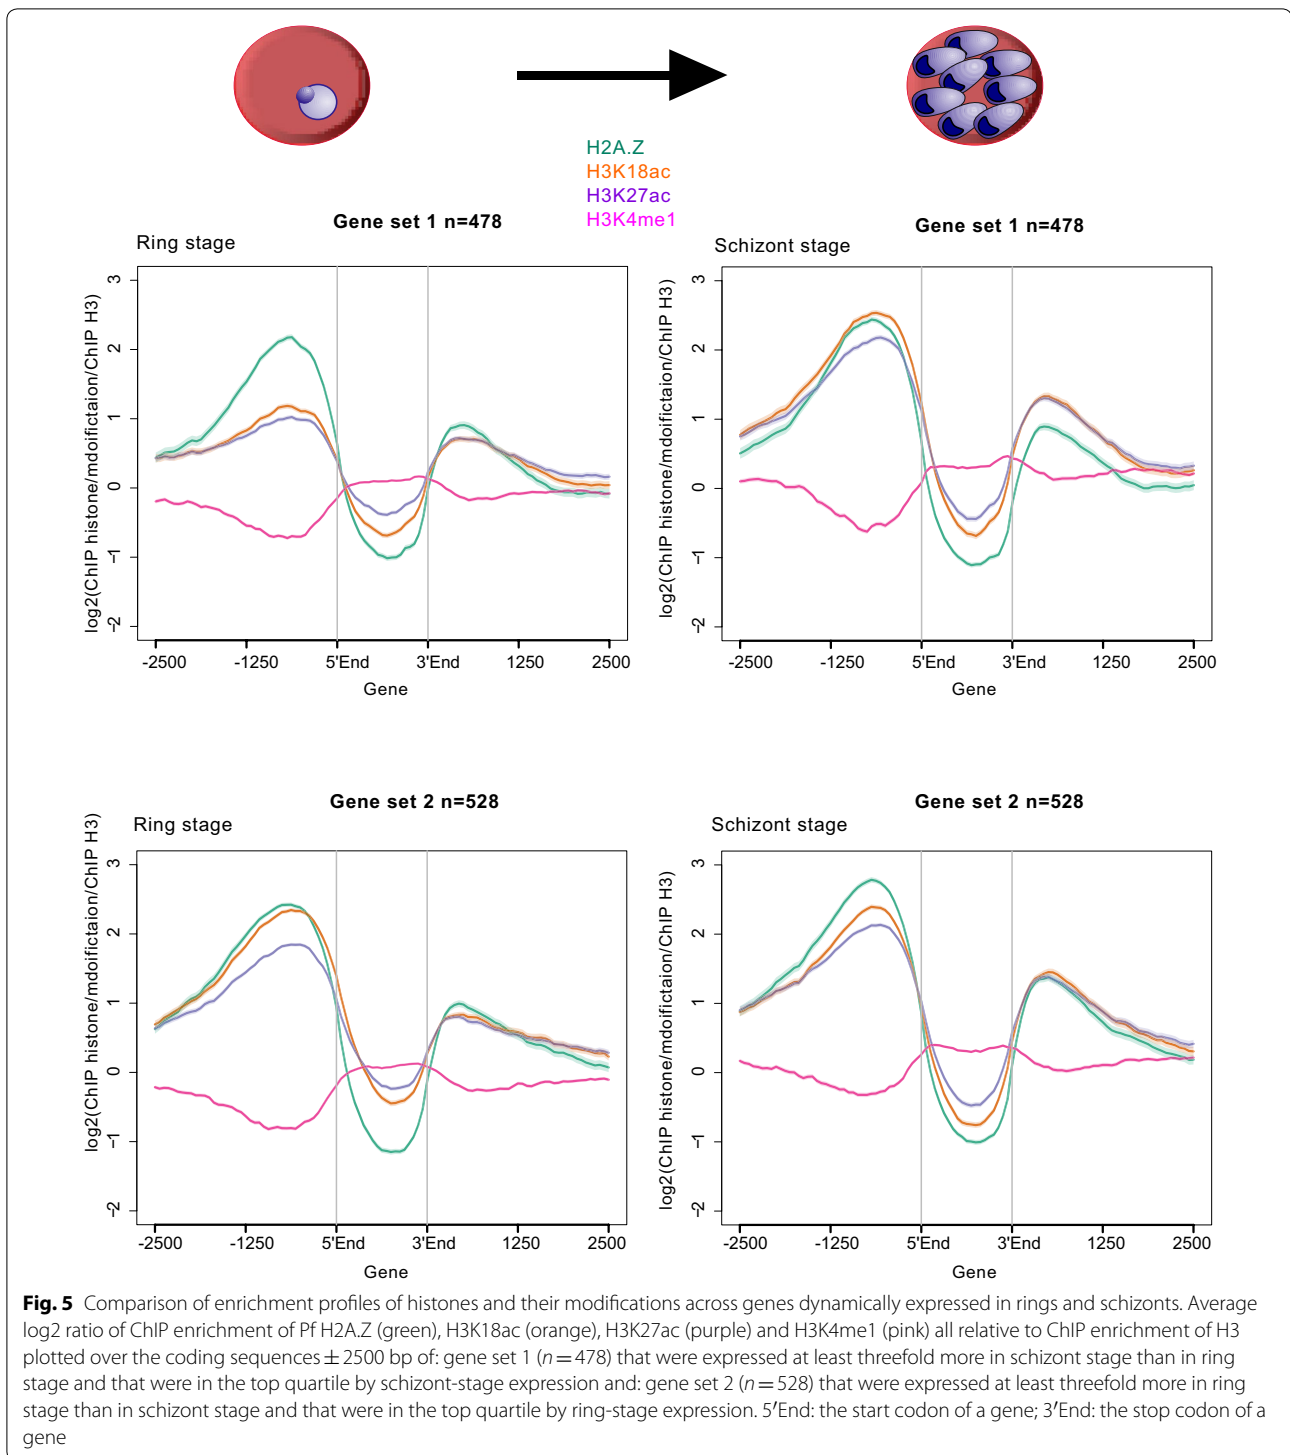 H2A.Z
H3K18ac
H3K27ac
H3K4me1
Gene set 1 n=478
Ring stage
log2(ChIP histone/mdoifictaion/ChIP H3)
3
2
1
0
-1
-2
-2500
-1250
5'End
3'End
1250
2500
Gene
Gene set 1 n=478
Schizont stage
log2(ChIP histone/mdoifictaion/ChIP H3)
3
2
1
0
-1
-2
-2500
-1250
5'End
3'End
1250
2500
Gene
Gene set 2 n=528
Ring stage
log2(ChIP histone/mdoifictaion/ChIP H3)
3
2
1
0
-1
-2
-2500
-1250
5'End
3'End
1250
2500
Gene
Gene set 2 n=528
Schizont stage
log2(ChIP histone/mdoifictaion/ChIP H3)
3
2
1
0
-1
-2
-2500
-1250
5'End
3'End
1250
2500
Gene
Fig. 5 Comparison of enrichment profiles of histones and their modifications across genes dynamically expressed in rings and schizonts. Average
log2 ratio of ChIP enrichment of Pf H2A.Z (green), H3K18ac (orange), H3K27ac (purple) and H3K4me1 (pink) all relative to ChIP enrichment of H3
plotted over the coding sequences ± 2500 bp of: gene set 1 (n = 478) that were expressed at least threefold more in schizont stage than in ring
stage and that were in the top quartile by schizont-stage expression and: gene set 2 (n = 528) that were expressed at least threefold more in ring
stage than in schizont stage and that were in the top quartile by ring-stage expression. 5′End: the start codon of a gene; 3′End: the stop codon of a
gene